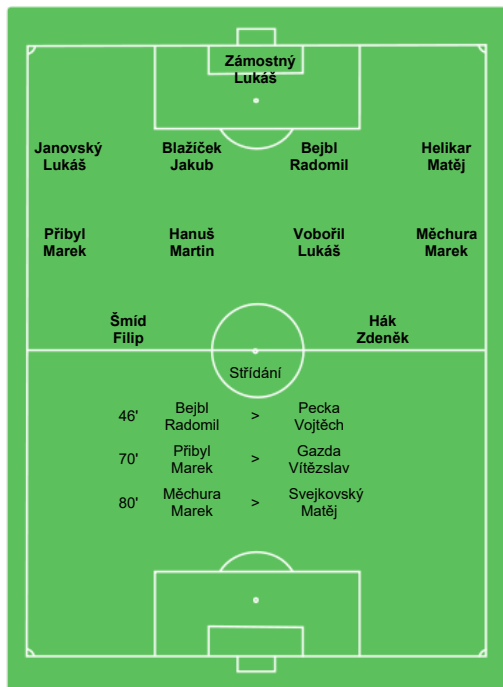 Zámostný
Lukáš
Janovský Blažíček Bejbl Helikar
Lukáš Jakub Radomil Matěj
Přibyl Hanuš Vobořil Měchura
Marek Martin Lukáš Marek
Šmíd Hák
Filip Zdeněk
Střídání
46' Bejbl Radomil > Pecka Vojtěch
70' Přibyl Marek > Gazda Vítězslav
80' Měchura Marek > Svejkovský Matěj